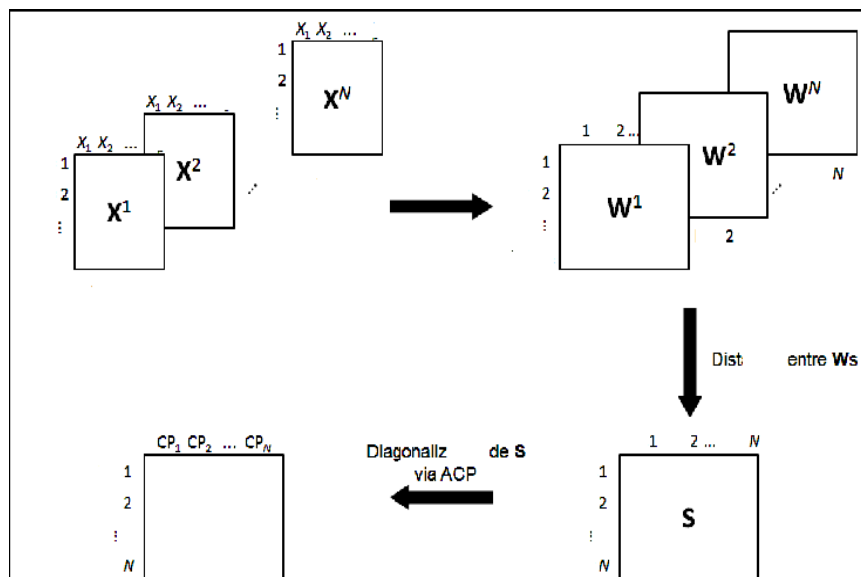 X₁ X₂ ...
1
2
⋮
Xᴺ
X₁ X₂ ...
X²
⋰
X₁ X₂ ...
1
2
⋮
X¹
Wᴺ
N
W²
⋰
2
1 2...
1
2
⋮
W¹
Dist entre Ws
1 2 ... N
1
2
⋮
N
S
Diagonaliz de S
via ACP
CP₁ CP₂ ... CPₙ
1
2
⋮
N